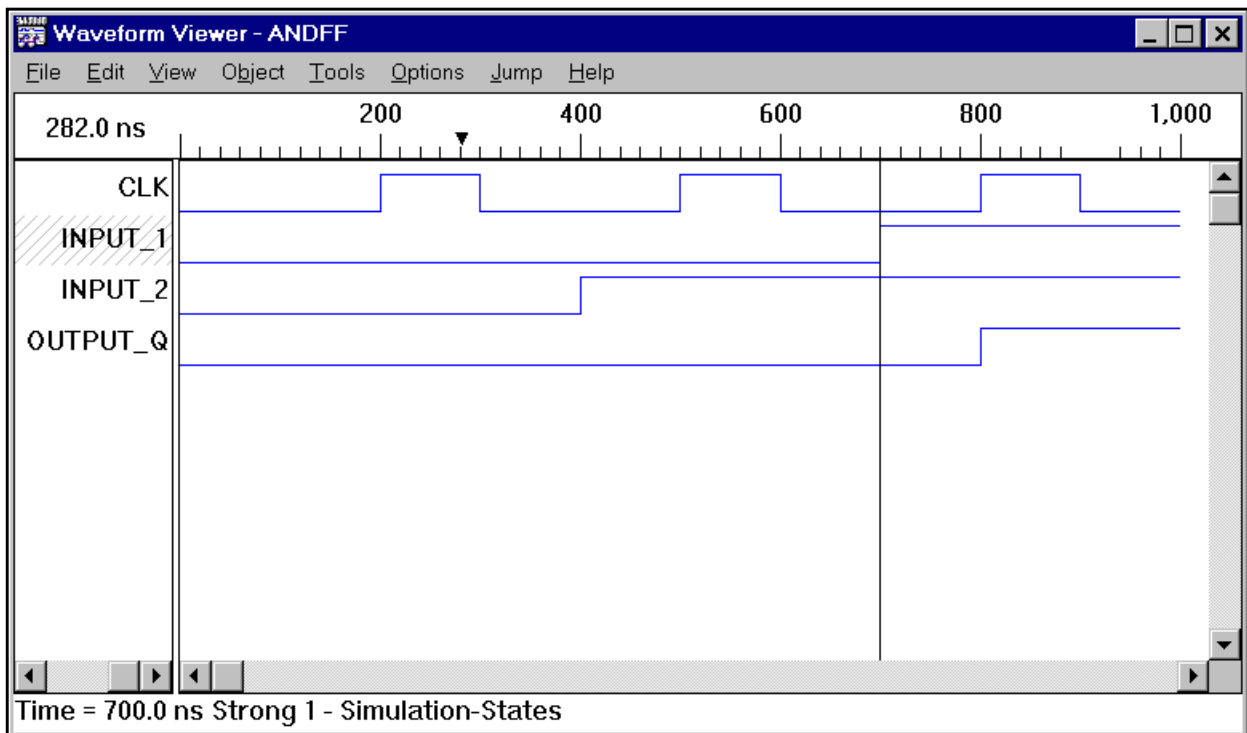 Waveform Viewer - ANDFF
File Edit View Object Tools Options Jump Help
282.0 ns 200 400 600 800 1,000
CLK
INPUT_1
INPUT_2
OUTPUT_Q
Time = 700.0 ns Strong 1 - Simulation-States